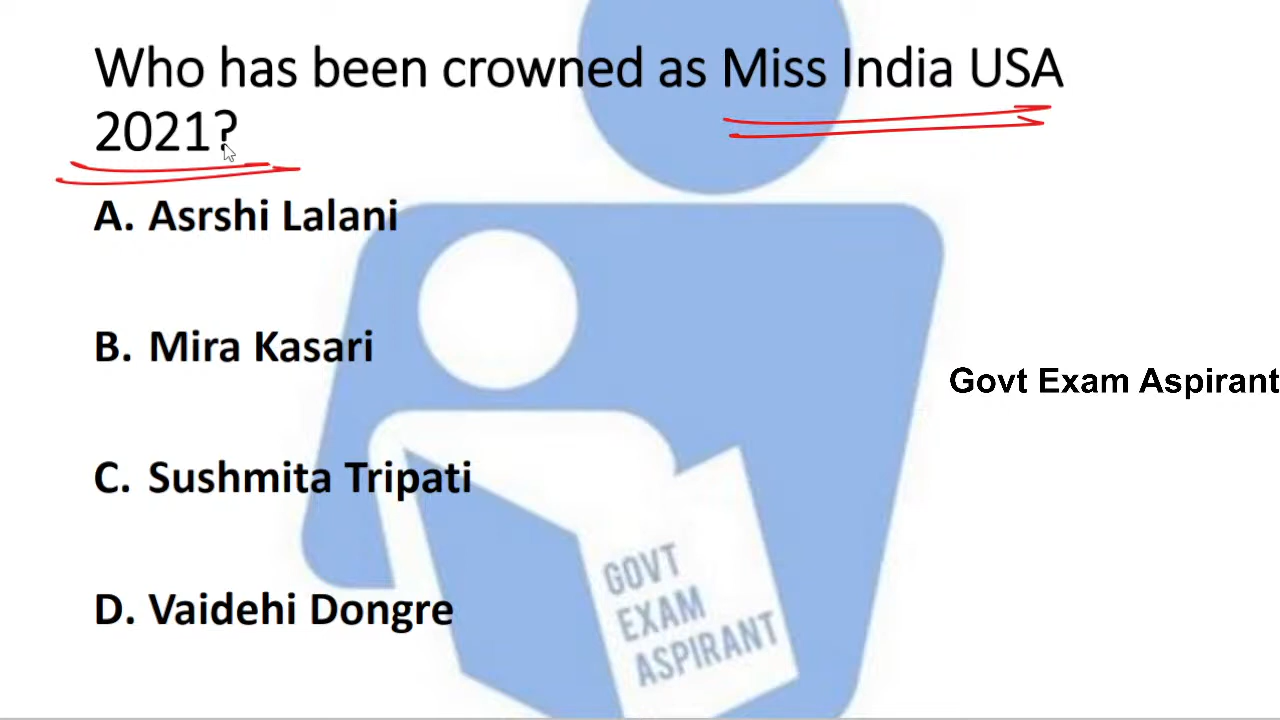 Who has been crowned as Miss India USA
2021?
A. Asrshi Lalani
B. Mira Kasari
Govt Exam Aspirant
C. Sushmita Tripati
D. Vaidehi Dongre
GOVT
EXAM
ASPIRANT